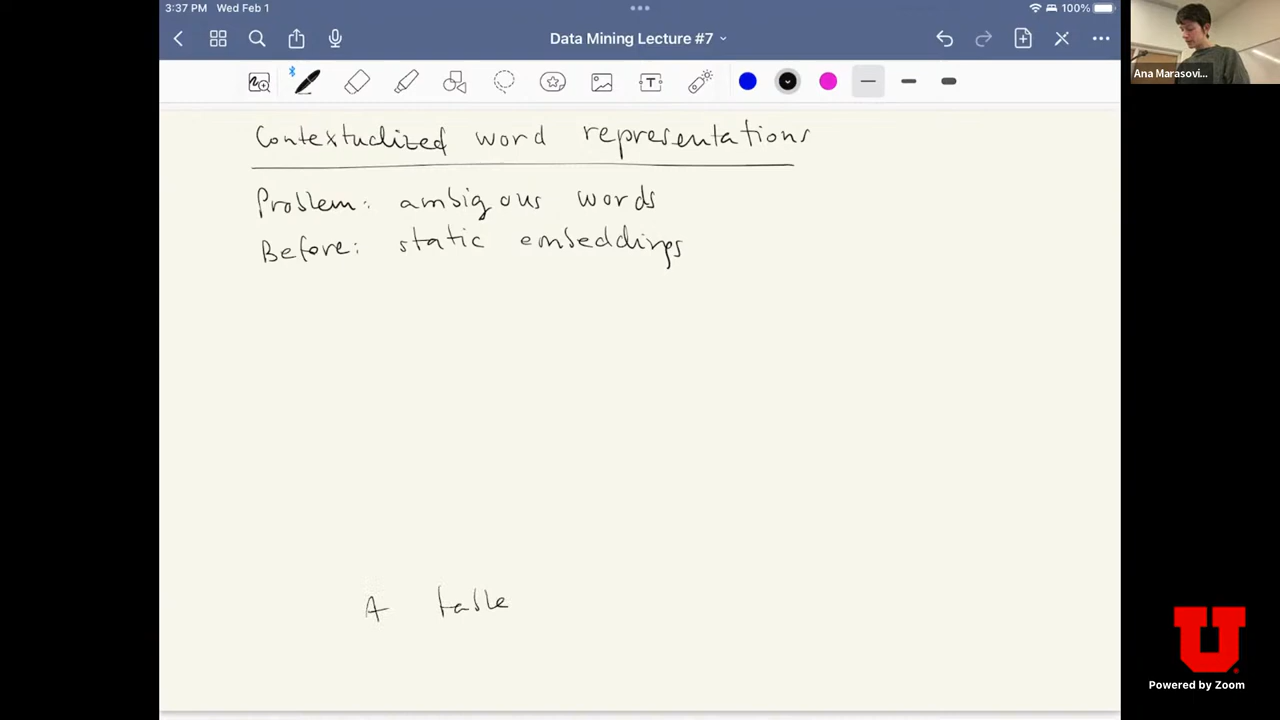 3:37 PM Wed Feb 1
100%
Data Mining Lecture #7
Ana Marasovi...
Contextualized word representations
Problem: ambigous words
Before: static embeddings
A table
U
Powered by Zoom